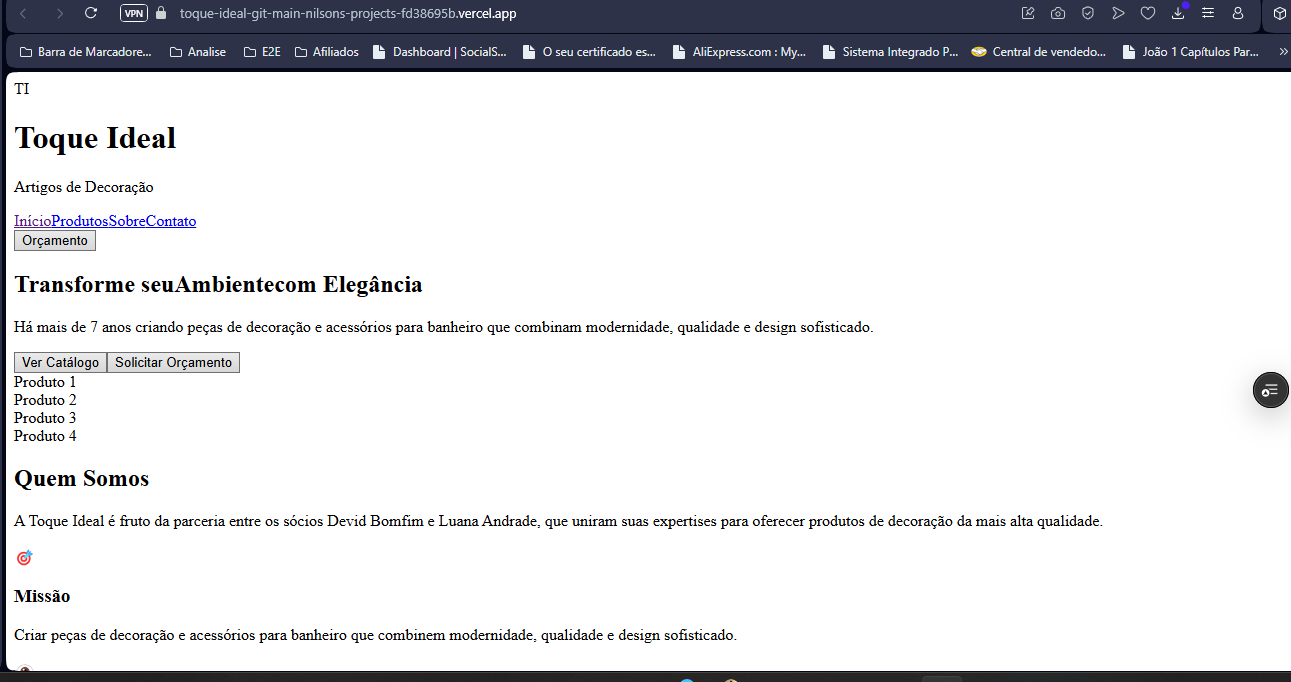 VPN toque-ideal-git-main-nilsons-projects-fd38695b.vercel.app
Barra de Marcadore... Analise E2E Afiliados Dashboard | SocialS... O seu certificado es... AliExpress.com : My... Sistema Integrado P... Central de vendedo... João 1 Capítulos Par... »
TI
Toque Ideal
Artigos de Decoração
InícioProdutosSobreContato
Orçamento
Transforme seuAmbientecom Elegância
Há mais de 7 anos criando peças de decoração e acessórios para banheiro que combinam modernidade, qualidade e design sofisticado.
Ver Catálogo Solicitar Orçamento
Produto 1
Produto 2
Produto 3
Produto 4
Quem Somos
A Toque Ideal é fruto da parceria entre os sócios Devid Bomfim e Luana Andrade, que uniram suas expertises para oferecer produtos de decoração da mais alta qualidade.
Missão
Criar peças de decoração e acessórios para banheiro que combinem modernidade, qualidade e design sofisticado.